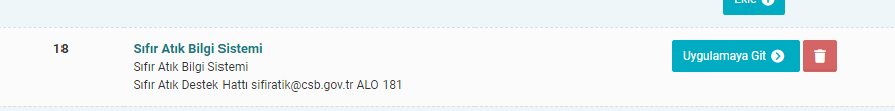 Ekle
18
Sıfır Atık Bilgi Sistemi
Sıfır Atık Bilgi Sistemi
Sıfır Atık Destek Hattı sifiratik@csb.gov.tr ALO 181
Uygulamaya Git